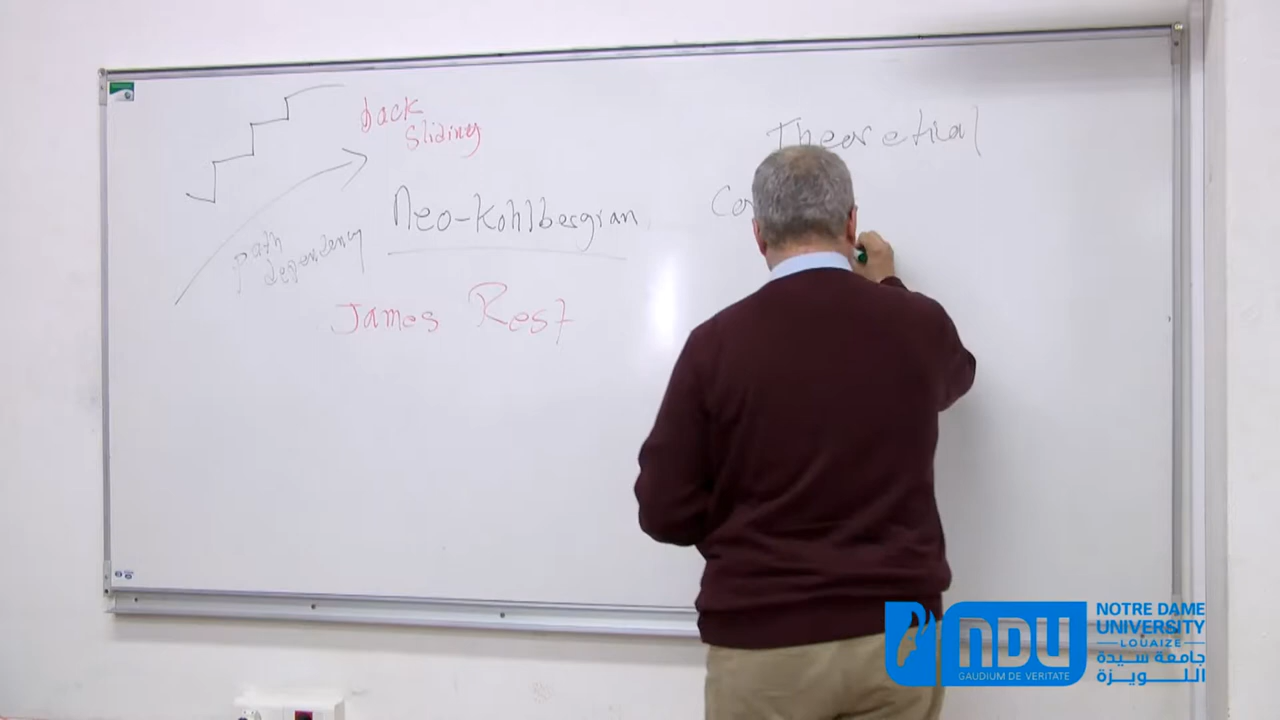 back
sliding
path
dependency
Neo-Kohlbergian
James Rest
Theoretical
NDU
GAUDIUM DE VERITATE
NOTRE DAME
UNIVERSITY
LOUAIZE
جامعة سيدة
اللـويـزة